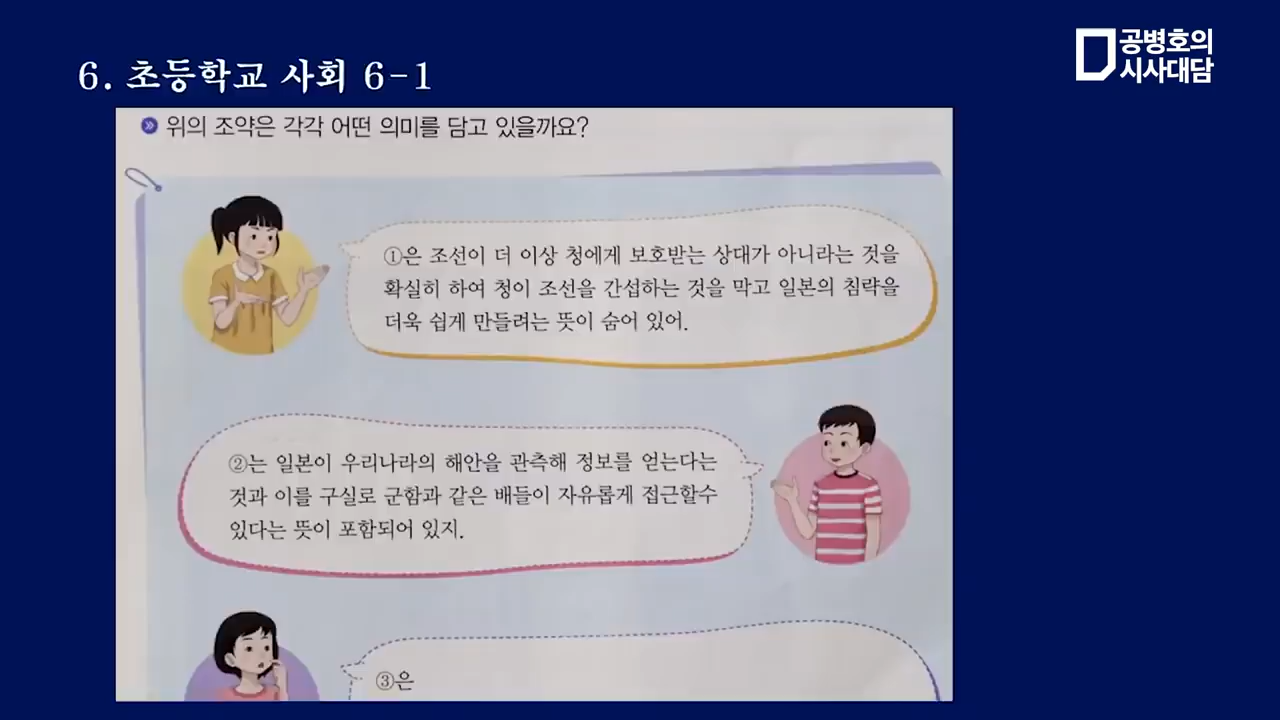 공병호의
시사대담
6. 초등학교 사회 6-1
위의 조약은 각각 어떤 의미를 담고 있을까요?
①은 조선이 더 이상 청에게 보호받는 상대가 아니라는 것을
확실히 하여 청이 조선을 간섭하는 것을 막고 일본의 침략을
더욱 쉽게 만들려는 뜻이 숨어 있어.
②는 일본이 우리나라의 해안을 관측해 정보를 얻는다는
것과 이를 구실로 군함과 같은 배들이 자유롭게 접근할수
있다는 뜻이 포함되어 있지.
③은